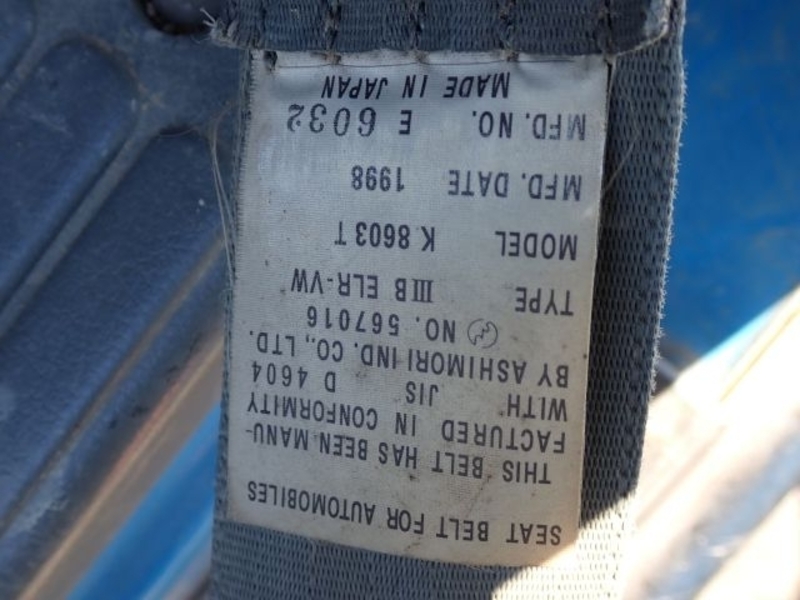 SEAT BELT FOR AUTOMOBILES
THIS BELT HAS BEEN MANU-
FACTURED IN CONFORMITY
WITH JIS D 4604
BY ASHIMORI IND. CO., LTD.
NO. 567016
TYPE III B ELR-VW
MODEL K 8603 T
MFD. DATE 1998
MFD. NO. E 6032
MADE IN JAPAN